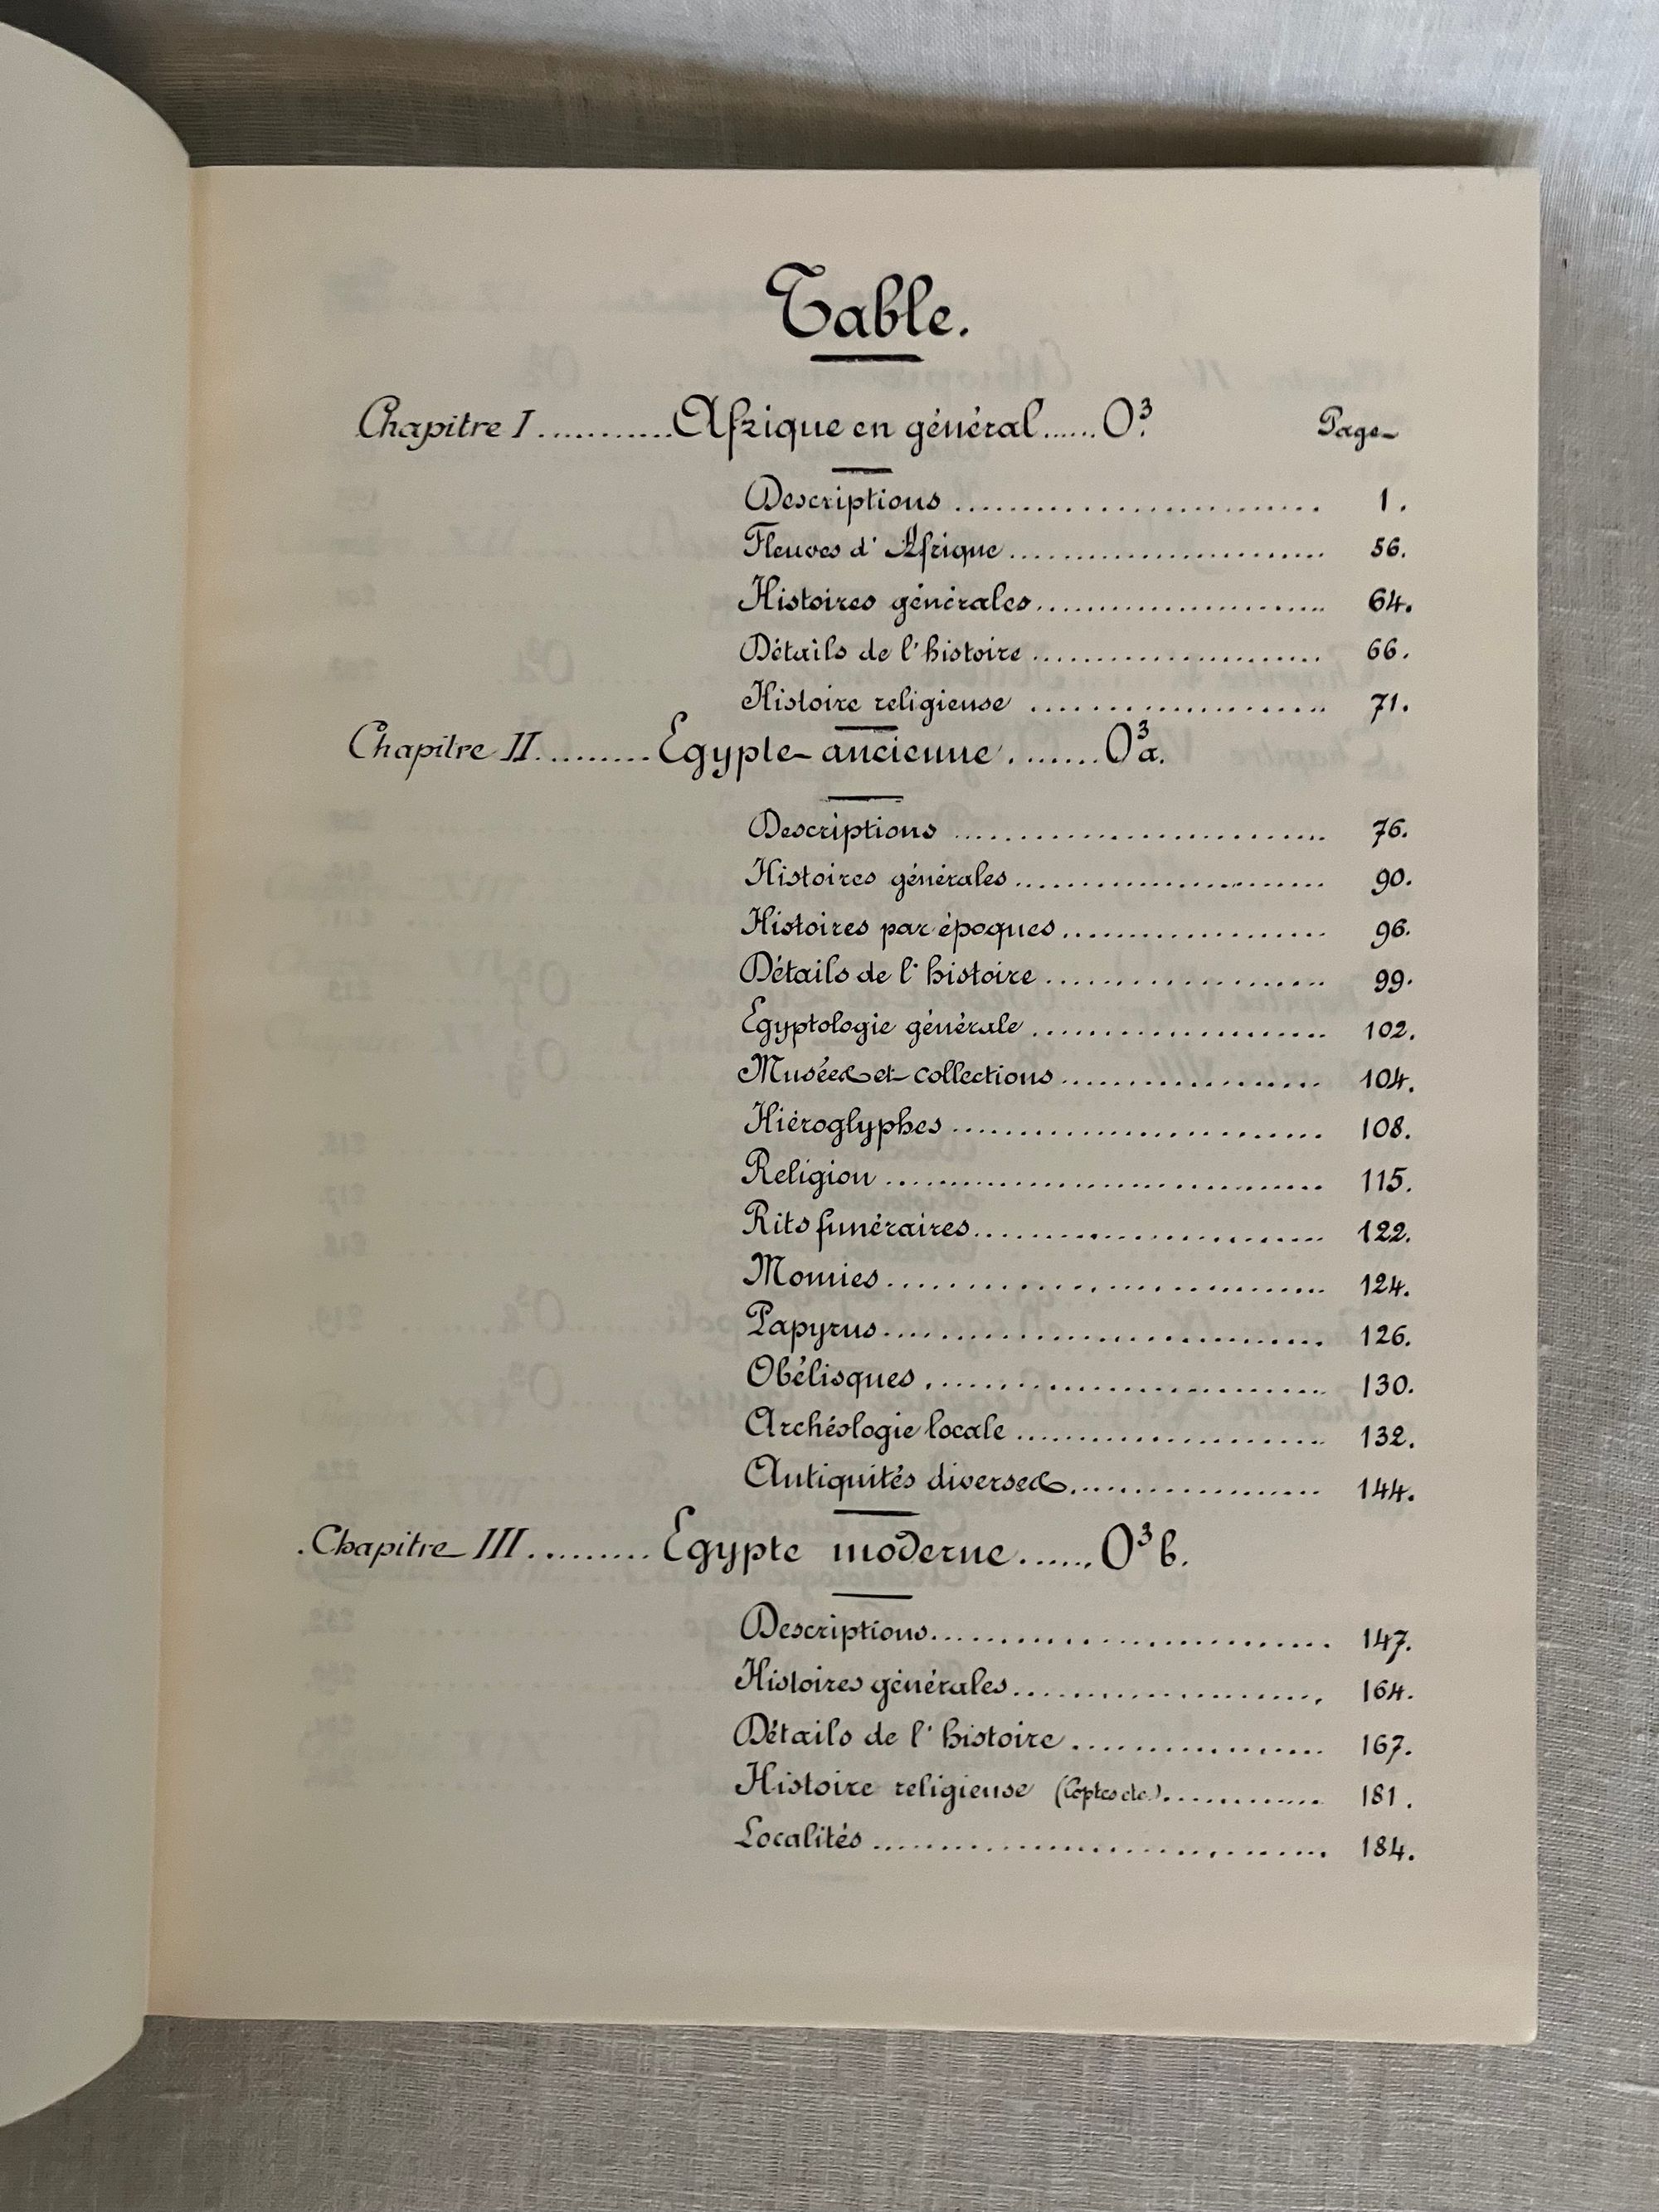 Table.
Chapitre I ........... Afrique en général ...... O³. Page
Descriptions ........................ 1.
Fleuves d'Afrique ........................ 56.
Histoires générales ........................ 64.
Détails de l'histoire ........................ 66.
Histoire religieuse ........................ 71.
Chapitre II ......... Egypte ancienne ........ O³a.
Descriptions ........................ 76.
Histoires générales ........................ 90.
Histoires par époques ........................ 96.
Détails de l'histoire ........................ 99.
Egyptologie générale ........................ 102.
Musées et collections ........................ 104.
Hiéroglyphes ........................ 108.
Religion ........................ 115.
Rits funéraires ........................ 122.
Momies ........................ 124.
Papyrus ........................ 126.
Obélisques ........................ 130.
Archéologie locale ........................ 132.
Antiquités diverses ........................ 144.
Chapitre III ......... Egypte moderne ...... O³b.
Descriptions ........................ 147.
Histoires générales ........................ 164.
Détails de l'histoire ........................ 167.
Histoire religieuse (Coptes etc.) ............ 181.
Localités ........................ 184.